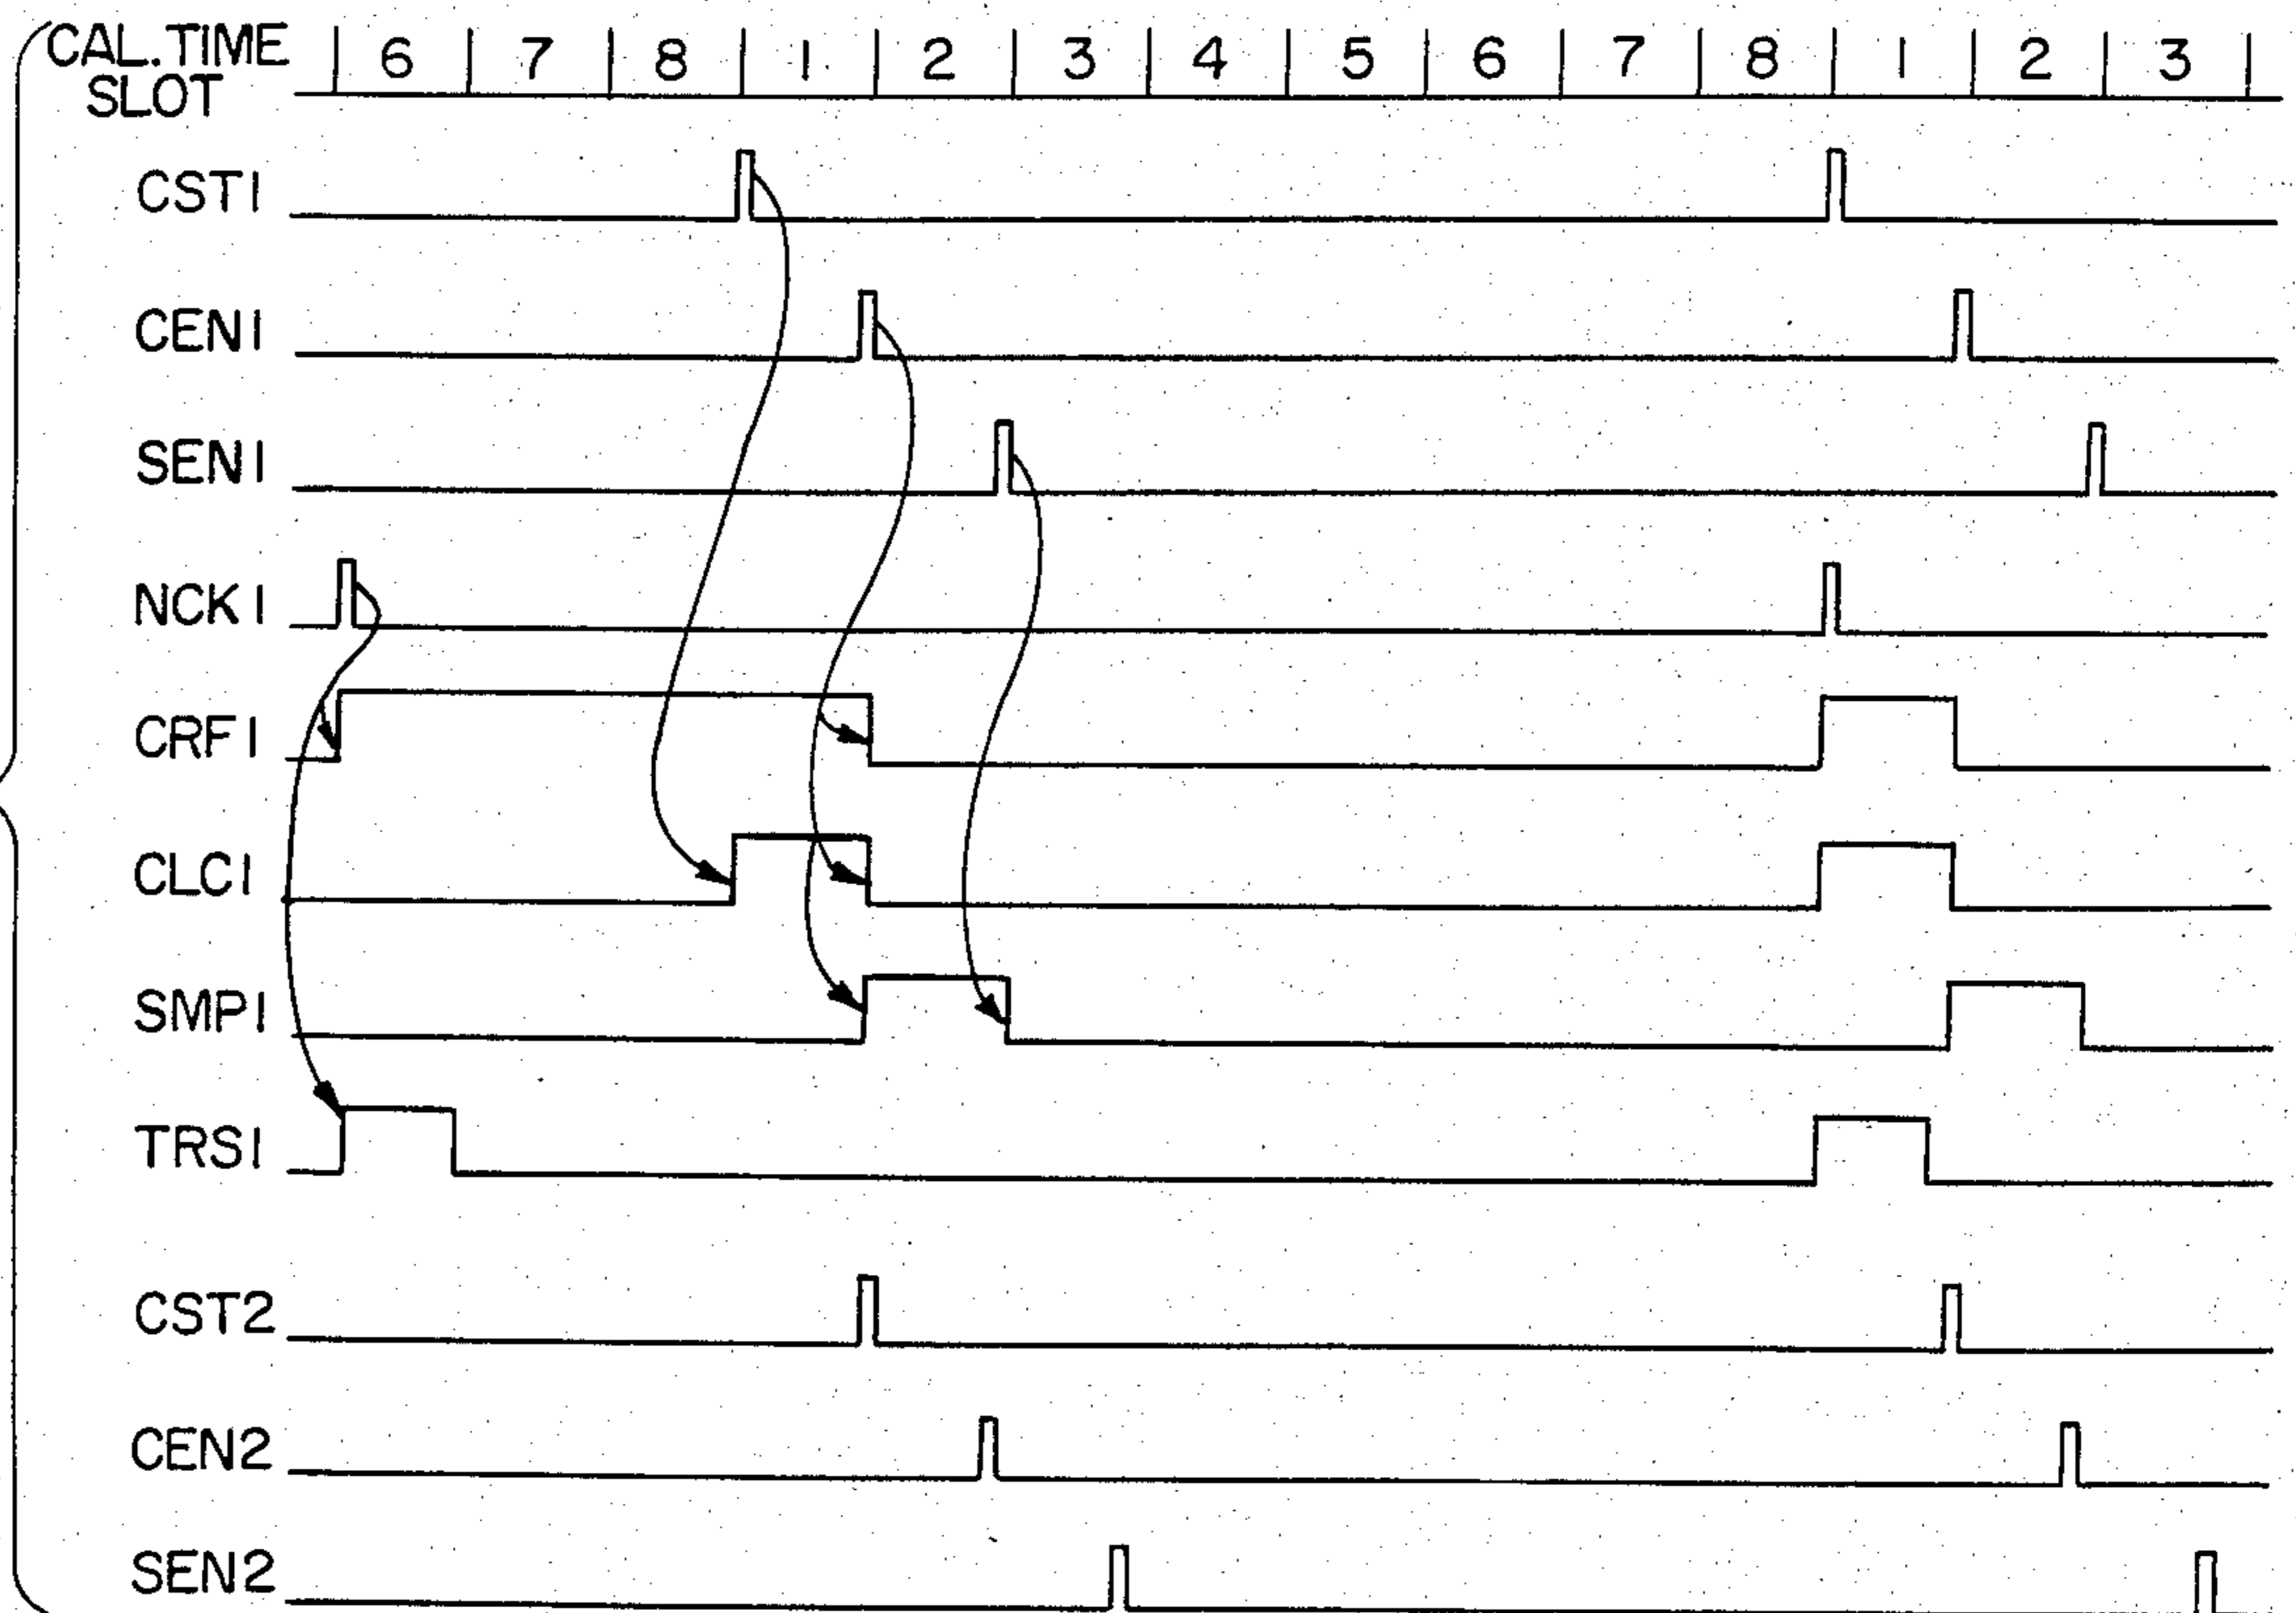 CAL. TIME SLOT 6 7 8 1 2 3 4 5 6 7 8 1 2 3
CST1
CEN1
SEN1
NCK1
CRF1
CLC1
SMP1
TRS1
CST2
CEN2
SEN2